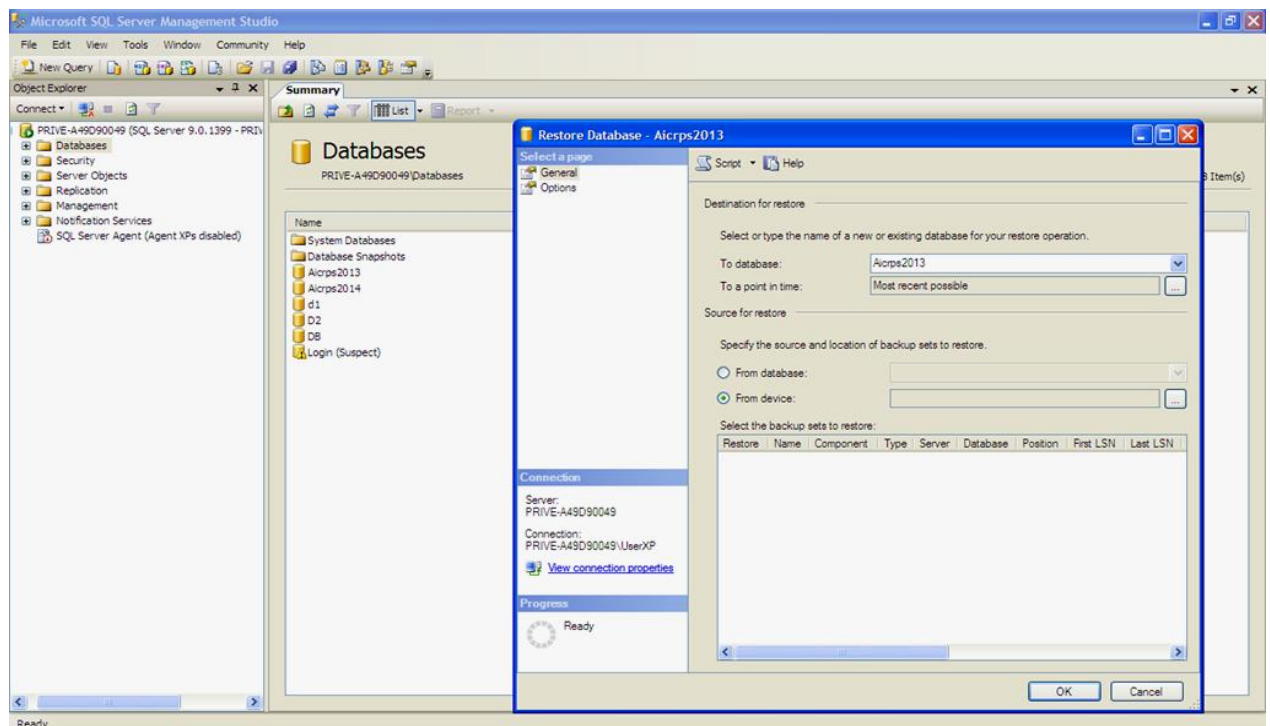 Microsoft SQL Server Management Studio
File Edit View Tools Window Community Help
New Query
Object Explorer
Connect
PRIVE-A49D90049 (SQL Server 9.0.1399 - PRIV
Databases
Security
Server Objects
Replication
Management
Notification Services
SQL Server Agent (Agent XPs disabled)
Summary
List Report
Databases
PRIVE-A49D90049\Databases
Item(s)
Name
System Databases
Database Snapshots
Aicrps2013
Aicrps2014
d1
D2
DB
Login (Suspect)
Restore Database - Aicrps2013
Select a page
General
Options
Script Help
Destination for restore
Select or type the name of a new or existing database for your restore operation.
To database: Aicrps2013
To a point in time: Most recent possible ...
Source for restore
Specify the source and location of backup sets to restore.
From database:
From device: ...
Select the backup sets to restore:
Restore Name Component Type Server Database Position First LSN Last LSN
Connection
Server:
PRIVE-A49D90049
Connection:
PRIVE-A49D90049\UserXP
View connection properties
Progress
Ready
OK Cancel
Ready